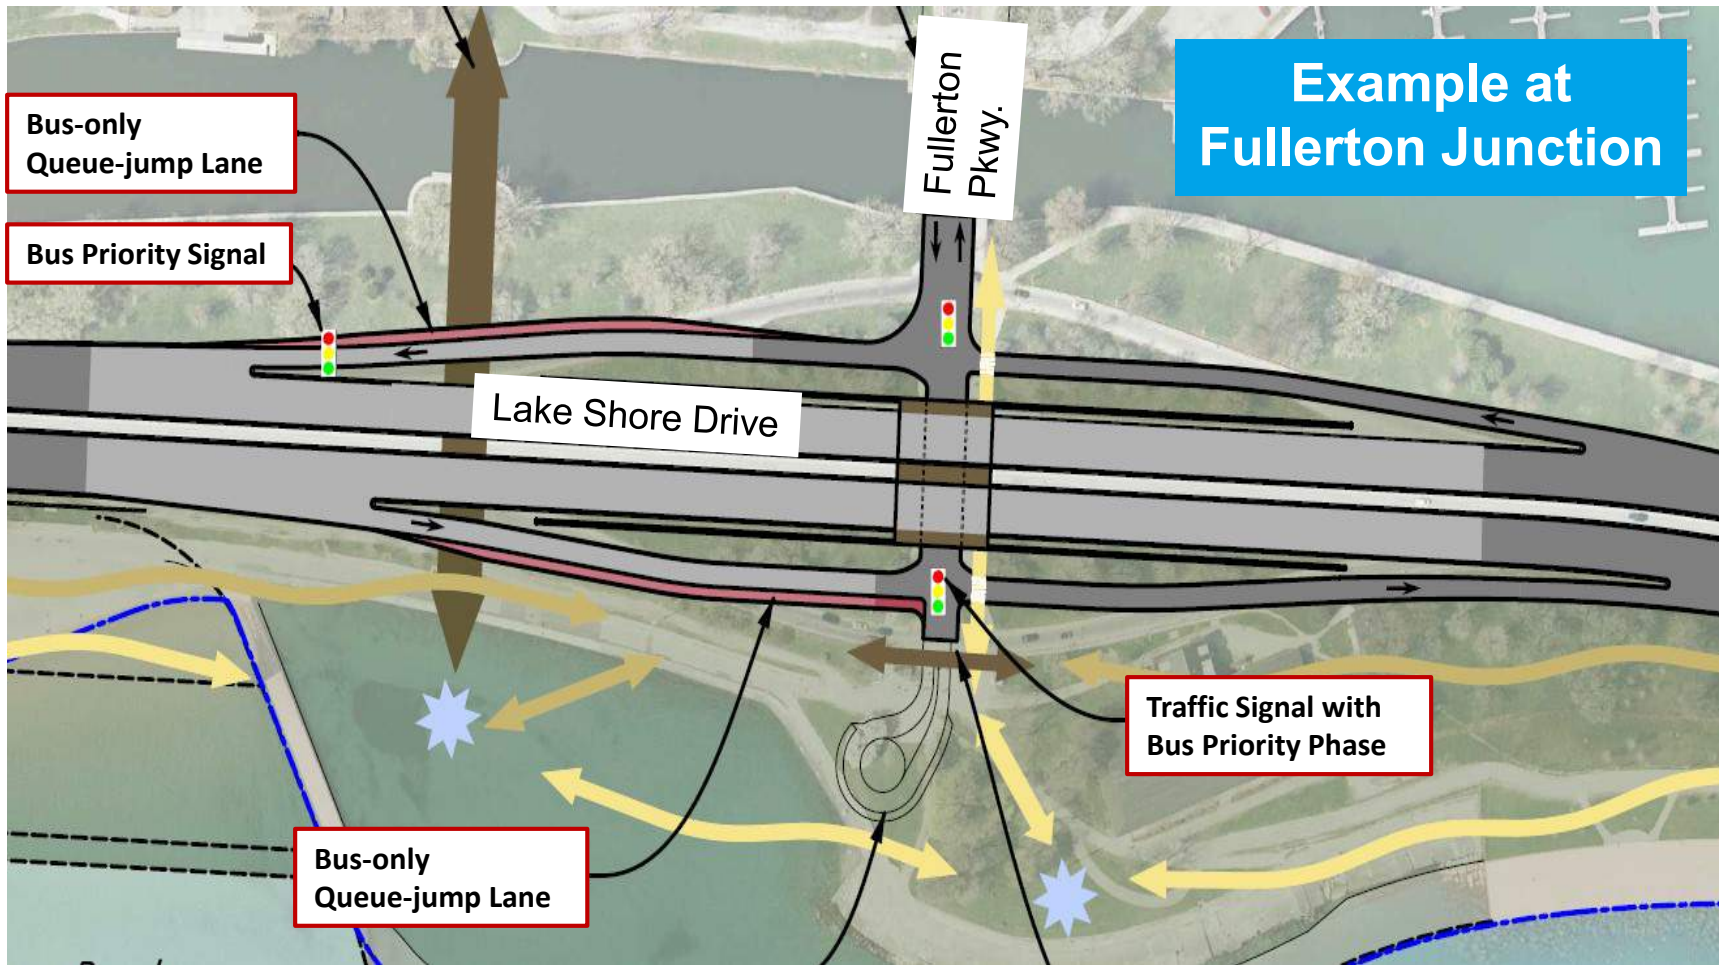 Example at
Fullerton Junction
Fullerton
Pkwy.
Bus-only
Queue-jump Lane
Bus Priority Signal
Lake Shore Drive
Traffic Signal with
Bus Priority Phase
Bus-only
Queue-jump Lane